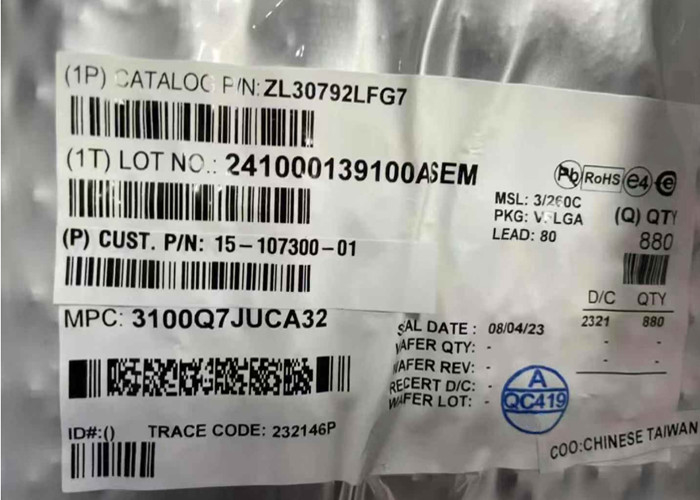 (1P) CATALOG P/N: ZL30792LFG7
(1T) LOT NO.: 241000139100ASEM
(P) CUST. P/N: 15-107300-01
Pb RoHS e4 e
MSL: 3/260C
PKG: VFLGA
LEAD: 80
(Q) QTY
880
D/C QTY
2321 880
- -
- -
MPC: 3100Q7JUCA32
SAL DATE: 08/04/23
WAFER QTY: -
WAFER REV: -
RECERT D/C: -
WAFER LOT: -
A
QC419
ID#:() TRACE CODE: 232146P
COO:CHINESE TAIWAN